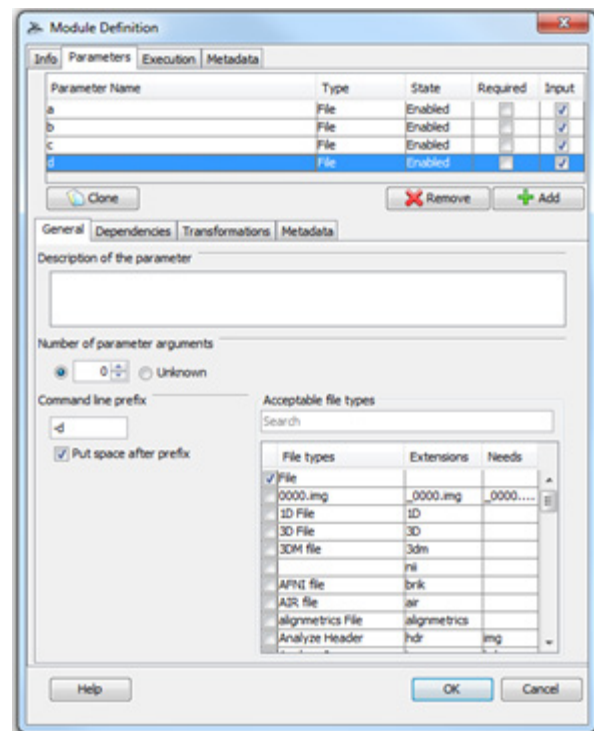 Module Definition
Info Parameters Execution Metadata
Parameter Name Type State Required Input
a File Enabled
b File Enabled
c File Enabled
d File Enabled
Clone Remove Add
General Dependencies Transformations Metadata
Description of the parameter
Number of parameter arguments
0 Unknown
Command line prefix Acceptable file types
-d Search
Put space after prefix
File types Extensions Needs
File
0000.img _0000.img _0000....
1D File 1D
3D File 3D
3DM file 3dm
nii
AFNI file brik
AIR file air
alignmetrics File alignmetrics
Analyze Header hdr img
Help OK Cancel